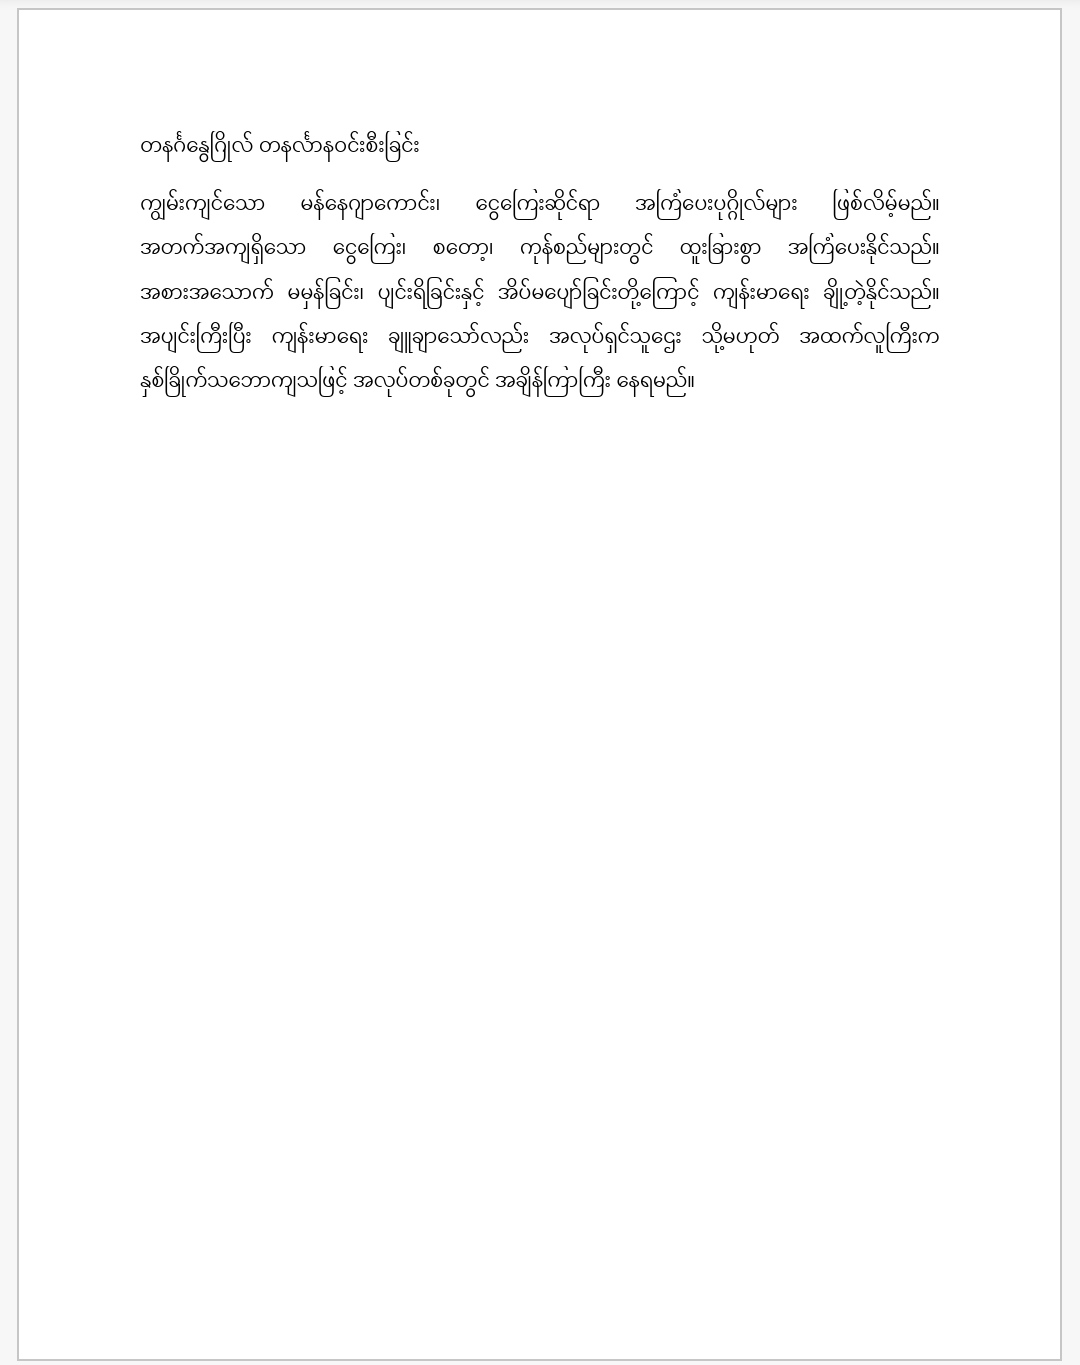 တနင်္ဂနွေဂြိုလ် တနင်္လာနဝင်းစီးခြင်း
ကျွမ်းကျင်သော မန်နေဂျာကောင်း၊ ငွေကြေးဆိုင်ရာ အကြံပေးပုဂ္ဂိုလ်များ ဖြစ်လိမ့်မည်။
အတက်အကျရှိသော ငွေကြေး၊ စတော့၊ ကုန်စည်များတွင် ထူးခြားစွာ အကြံပေးနိုင်သည်။
အစားအသောက် မမှန်ခြင်း၊ ပျင်းရိခြင်းနှင့် အိပ်မပျော်ခြင်းတို့ကြောင့် ကျန်းမာရေး ချို့တဲ့နိုင်သည်။
အပျင်းကြီးပြီး ကျန်းမာရေး ချူချာသော်လည်း အလုပ်ရှင်သူဌေး သို့မဟုတ် အထက်လူကြီးက
နှစ်ခြိုက်သဘောကျသဖြင့် အလုပ်တစ်ခုတွင် အချိန်ကြာကြီး နေရမည်။